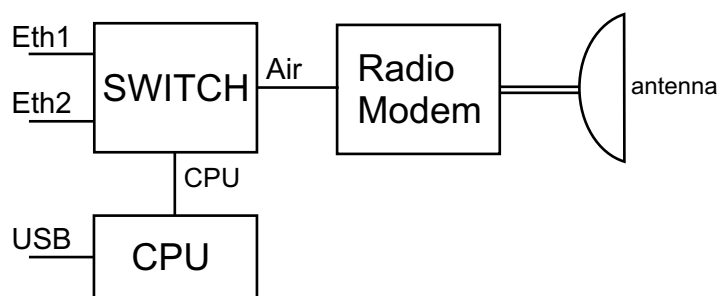 Eth1
Eth2
SWITCH
Air
Radio
Modem
antenna
CPU
USB
CPU